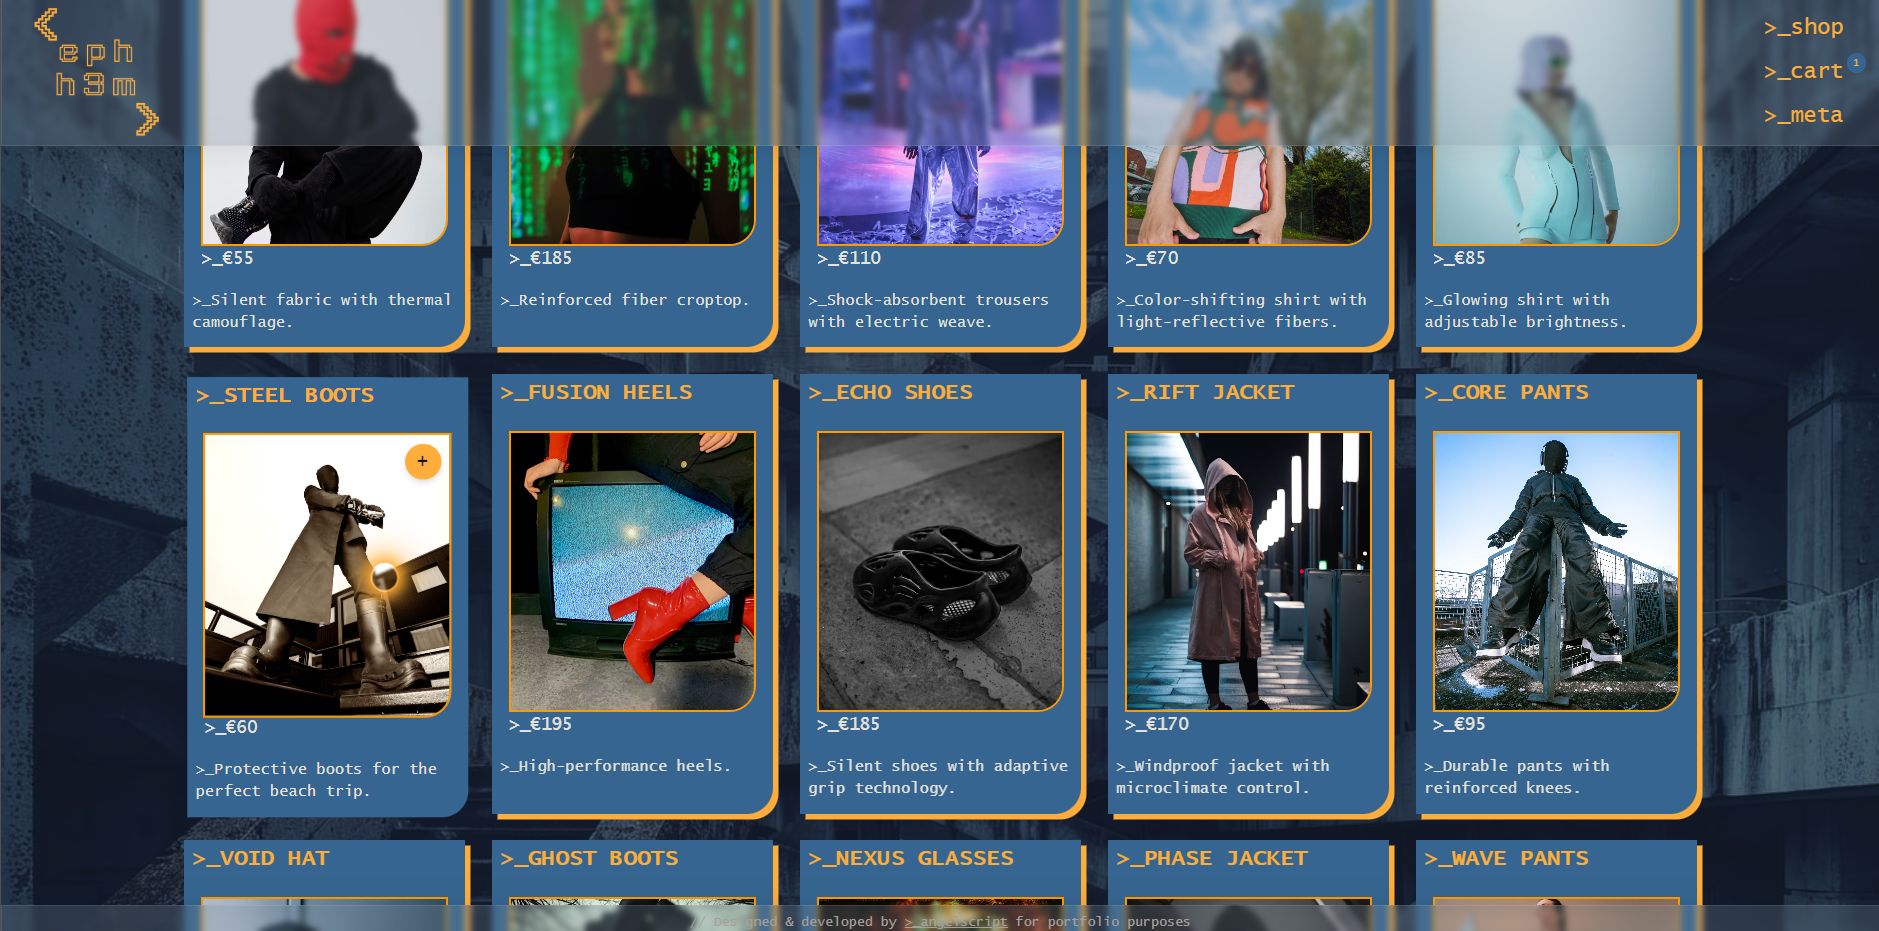 eph
h3m
>_shop
>_cart 1
>_meta
>_€55
>_Silent fabric with thermal
camouflage.
>_€185
>_Reinforced fiber croptop.
>_€110
>_Shock-absorbent trousers
with electric weave.
>_€70
>_Color-shifting shirt with
light-reflective fibers.
>_€85
>_Glowing shirt with
adjustable brightness.
>_STEEL BOOTS
+
>_€60
>_Protective boots for the
perfect beach trip.
>_FUSION HEELS
>_€195
>_High-performance heels.
>_ECHO SHOES
>_€185
>_Silent shoes with adaptive
grip technology.
>_RIFT JACKET
>_€170
>_Windproof jacket with
microclimate control.
>_CORE PANTS
>_€95
>_Durable pants with
reinforced knees.
>_VOID HAT
>_GHOST BOOTS
>_NEXUS GLASSES
>_PHASE JACKET
>_WAVE PANTS
// Designed & developed by >_angelscript for portfolio purposes